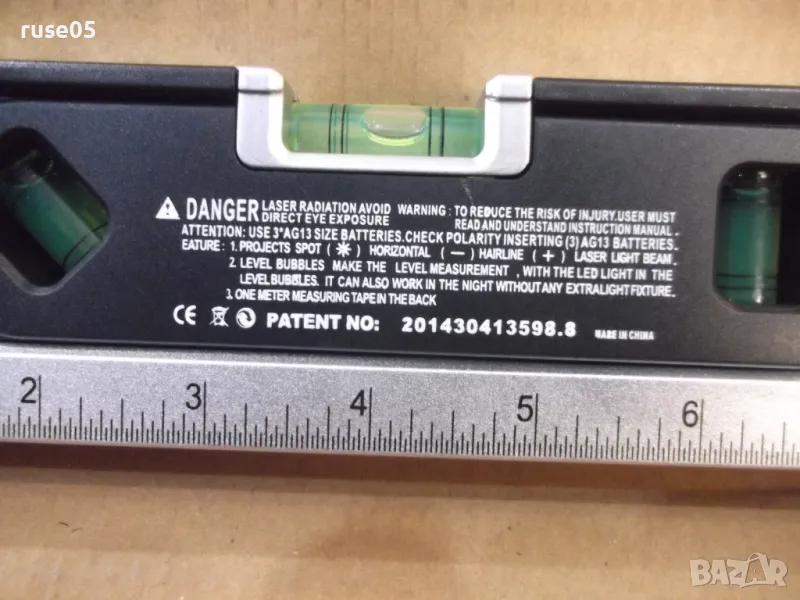 ruse05
DANGER LASER RADIATION AVOID DIRECT EYE EXPOSURE
WARNING : TO REDUCE THE RISK OF INJURY.USER MUST READ AND UNDERSTAND INSTRUCTION MANUAL .
ATTENTION: USE 3*AG13 SIZE BATTERIES.CHECK POLARITY INSERTING (3) AG13 BATTERIES.
EATURE : 1. PROJECTS SPOT ( ☀ ) HORIZONTAL ( — ) HAIRLINE ( + ) LASER LIGHT BEAM .
2. LEVEL BUBBLES MAKE THE LEVEL MEASUREMENT , WITH THE LED LIGHT IN THE
LEVEL BUBBLES. IT CAN ALSO WORK IN THE NIGHT WITHOUT ANY EXTRALIGHT FIXTURE.
3. ONE METER MEASURING TAPE IN THE BACK
CE PATENT NO: 201430413598.8 MABE IN CHINA
2 3 4 5 6
BAZAR